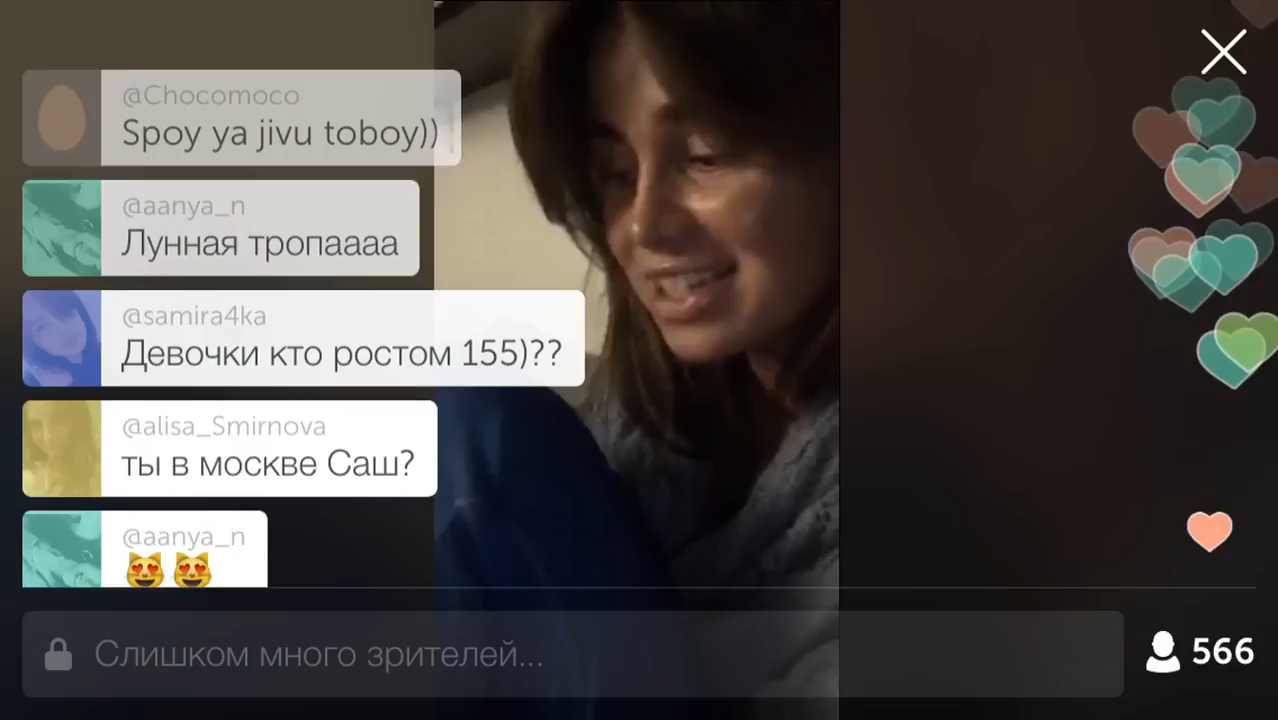 @Chocomoco
Spoy ya jivu toboy))
@aanya_n
Лунная тропаааа
@samira4ka
Девочки кто ростом 155)??
@alisa_Smirnova
ты в москве Саш?
@aanya_n
😻 😻
Слишком много зрителей...
566